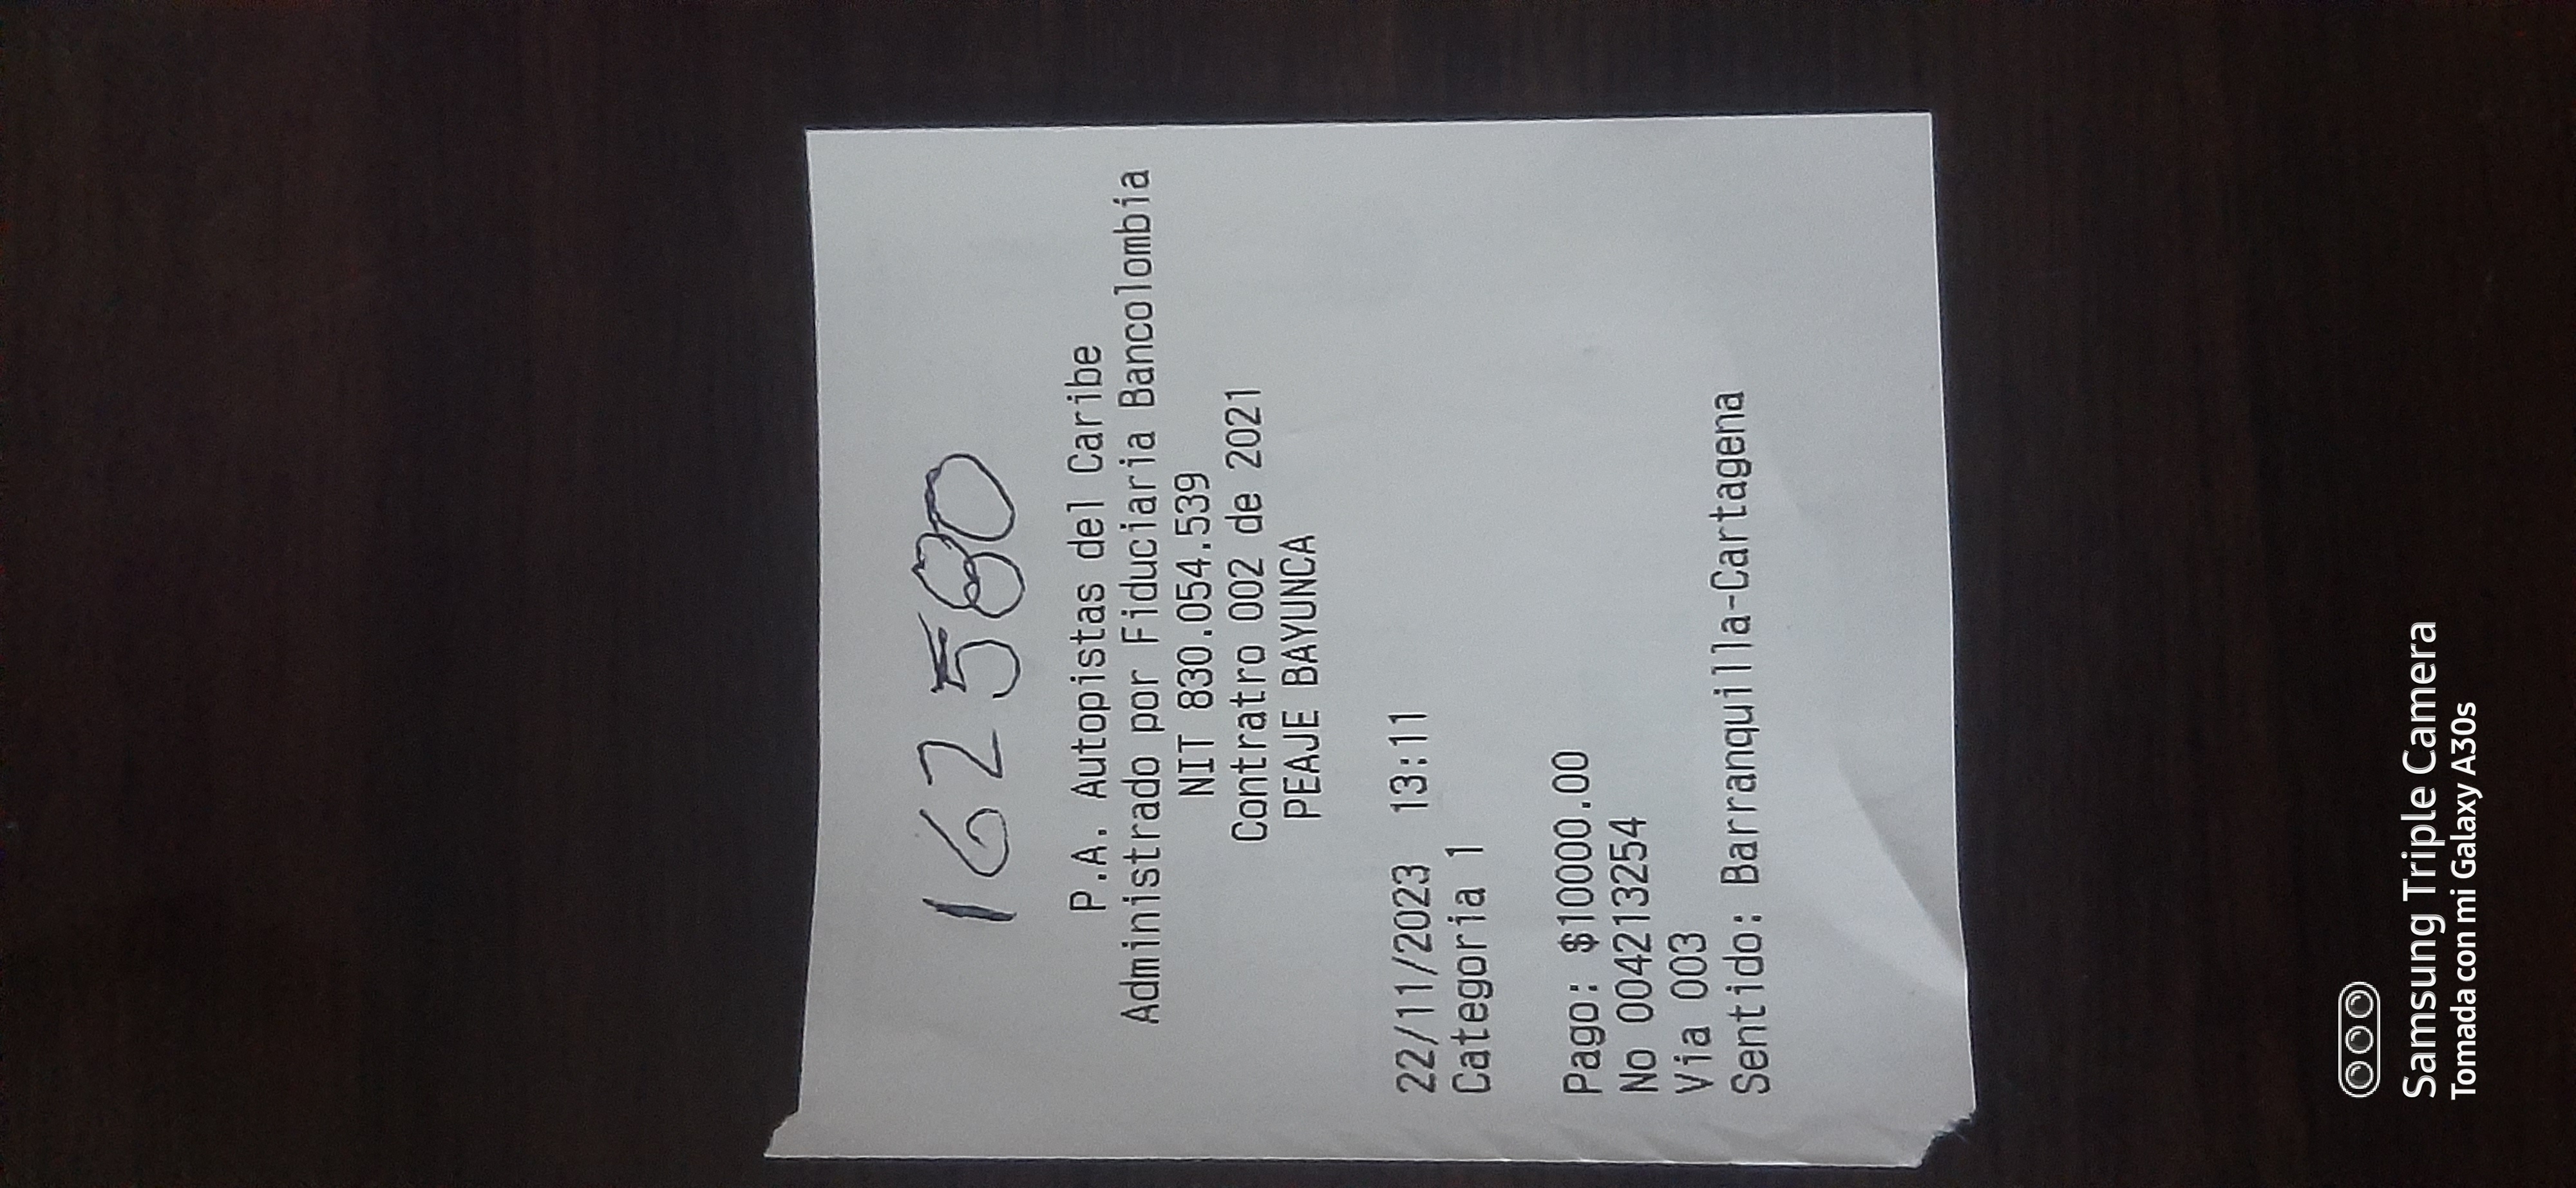 162580
P.A. Autopistas del Caribe
Administrado por Fiduciaria Bancolombia
NIT 830.054.539
Contratro 002 de 2021
PEAJE BAYUNCA
22/11/2023 13:11
Categoria 1
Pago: $10000.00
No 0042132​54
Via 003
Sentido: Barranquilla-Cartagena
Samsung Triple Camera
Tomada con mi Galaxy A30s